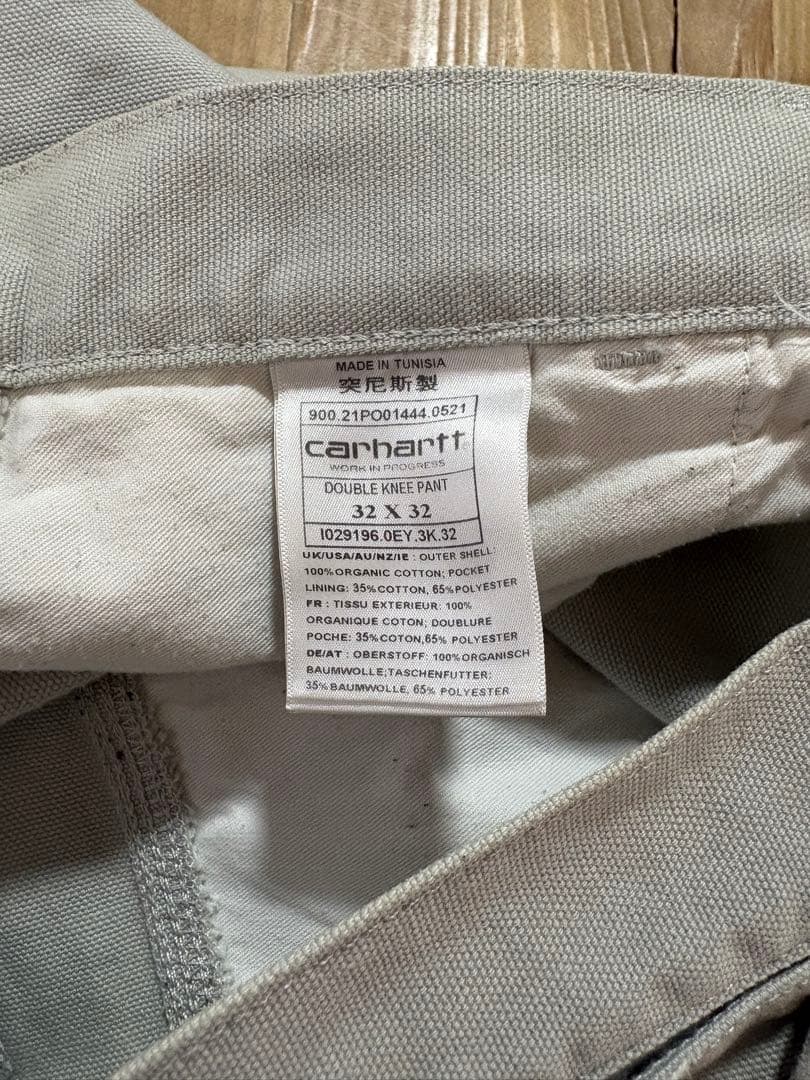 MADE IN TUNISIA
突尼斯製
900.21PO01444.0521
carhartt
WORK IN PROGRESS
DOUBLE KNEE PANT
32 X 32
I029196.0EY.3K.32
UK/USA/AU/NZ/IE : OUTER SHELL:
100%ORGANIC COTTON; POCKET
LINING: 35%COTTON, 65%POLYESTER
FR : TISSU EXTERIEUR: 100%
ORGANIQUE COTON; DOUBLURE
POCHE: 35%COTON,65% POLYESTER
DE/AT : OBERSTOFF: 100%ORGANISCH
BAUMWOLLE;TASCHENFUTTER:
35%BAUMWOLLE, 65% POLYESTER